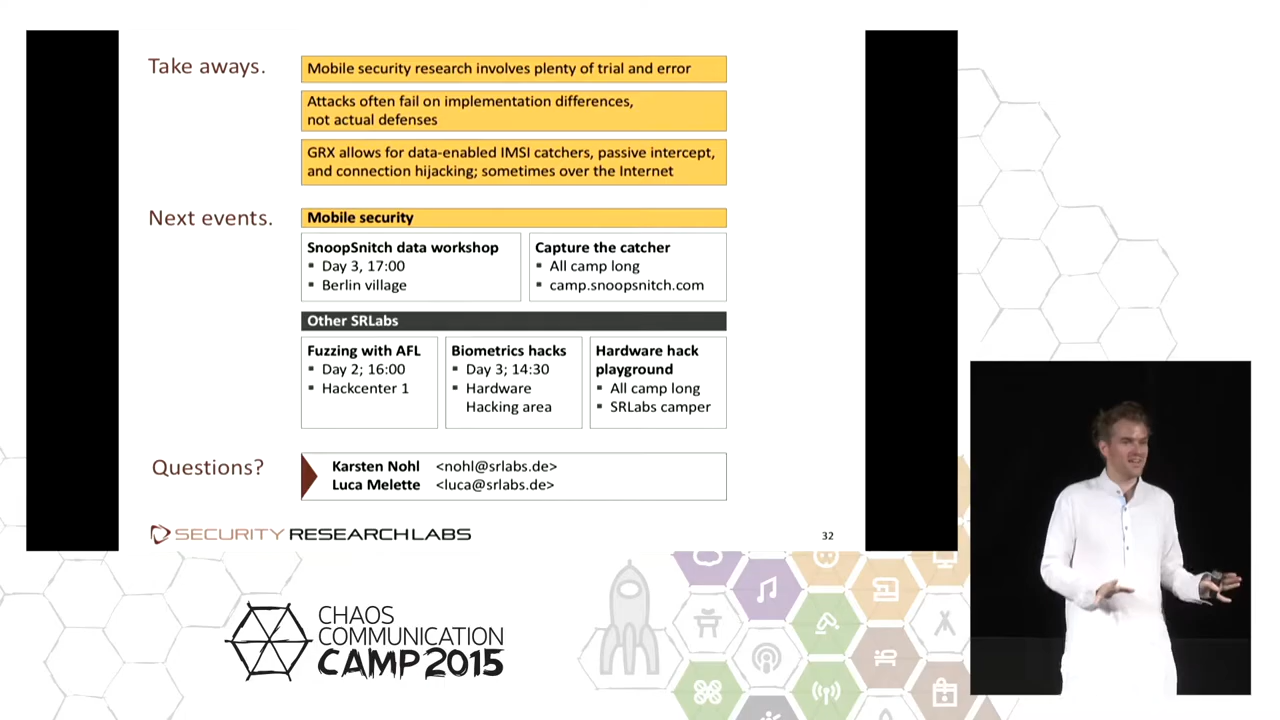 Take aways.
Mobile security research involves plenty of trial and error
Attacks often fail on implementation differences,
not actual defenses
GRX allows for data-enabled IMSI catchers, passive intercept,
and connection hijacking; sometimes over the Internet
Next events.
Mobile security
SnoopSnitch data workshop
▪ Day 3, 17:00
▪ Berlin village
Capture the catcher
▪ All camp long
▪ camp.snoopsnitch.com
Other SRLabs
Fuzzing with AFL
▪ Day 2; 16:00
▪ Hackcenter 1
Biometrics hacks
▪ Day 3; 14:30
▪ Hardware
Hacking area
Hardware hack
playground
▪ All camp long
▪ SRLabs camper
Questions?
Karsten Nohl <nohl@srlabs.de>
Luca Melette <luca@srlabs.de>
SECURITY RESEARCH LABS
32
CHAOS
COMMUNICATION
CAMP 2015